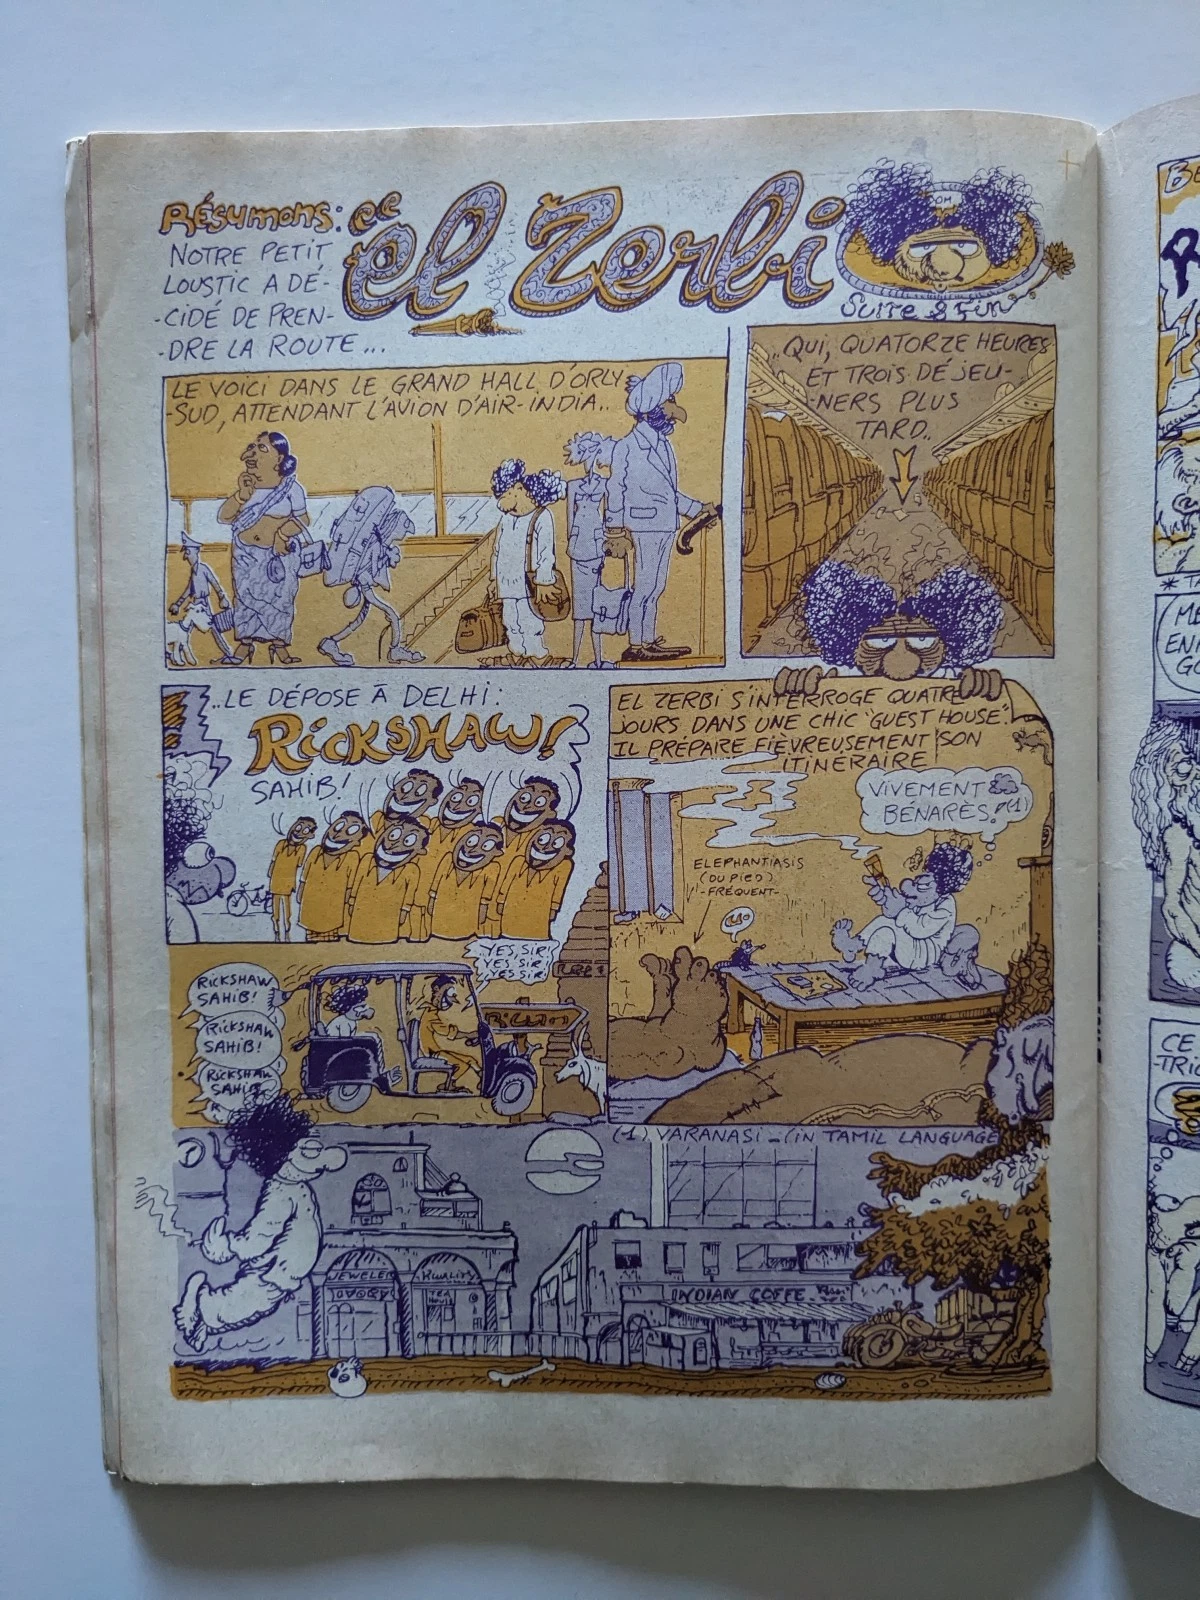 RÉSUMONS:
NOTRE PETIT
LOUSTIC A DÉ-
-CIDÉ DE PREN-
-DRE LA ROUTE...
el Zerbi
OM
Suite & Fin
LE VOICI DANS LE GRAND HALL D'ORLY
-SUD, ATTENDANT L'AVION D'AIR-INDIA..
..QUI, QUATORZE HEURES
ET TROIS DÉJEU-
-NERS PLUS
TARD..
..LE DÉPOSE À DELHI:
RICKSHAW!
SAHIB!
EL ZERBI S'INTERROGE QUATRE
JOURS DANS UNE CHIC "GUEST HOUSE".
IL PRÉPARE FIÉVREUSEMENT SON
ITINÉRAIRE
VIVEMENT
BÉNARÈS!(1)
ELEPHANTIASIS
(DU PIED)
-FRÉQUENT-
YES, SIR!
YES SIR.
YES SIR!
RICKSHAW
SAHIB!
RICKSHAW
SAHIB!
RICKSHAW
SAHIB
(1) VARANASI - (IN TAMIL LANGUAGE
JEWELER
KWALITY
TEA
INDIAN COFFE